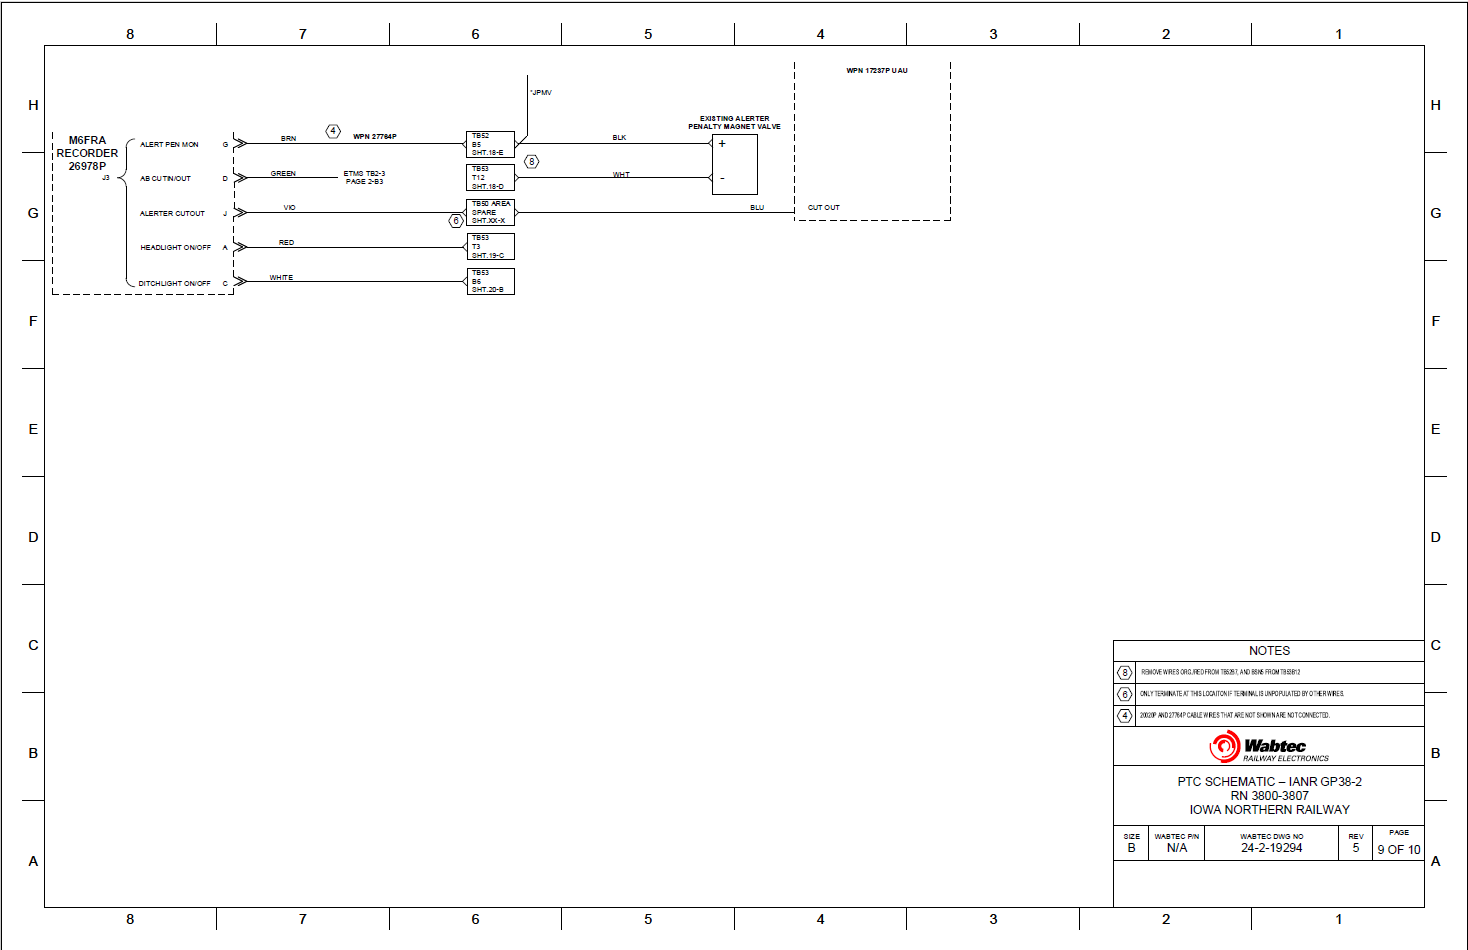 8 7 6 5 4 3 2 1
H H
WPN 17237P UAU
*JPMV
EXISTING ALERTER
PENALTY MAGNET VALVE
M6FRA
RECORDER
26978P
J3
ALERT PEN MON G BRN 4 WPN 27764P
TB52
B5
SHT.18-E
BLK +
8
AB CUTIN/OUT D GREEN
ETMS TB2-3
PAGE 2-B3
TB53
T12
SHT.18-D
WHT -
G G
ALERTER CUTOUT J VIO 6
TB50 AREA
SPARE
SHT.XX-X
BLU CUT OUT
HEADLIGHT ON/OFF A RED
TB53
T3
SHT.19-C
DITCHLIGHT ON/OFF C WHITE
TB53
B6
SHT.20-B
F F
E E
D D
C C
NOTES
8 REMOVE WIRES ORG/RED FROM TB52B7, AND BSN5 FROM TB53B12
6 ONLY TERMINATE AT THIS LOCAITON IF TERMINAL IS UNPOPULATED BY OTHER WIRES.
4 20020P AND 27764P CABLE WIRES THAT ARE NOT SHOWN ARE NOT CONNECTED.
B B
Wabtec
RAILWAY ELECTRONICS
PTC SCHEMATIC – IANR GP38-2
RN 3800-3807
IOWA NORTHERN RAILWAY
SIZE WABTEC P/N WABTEC DWG NO REV PAGE
B N/A 24-2-19294 5 9 OF 10
A A
8 7 6 5 4 3 2 1